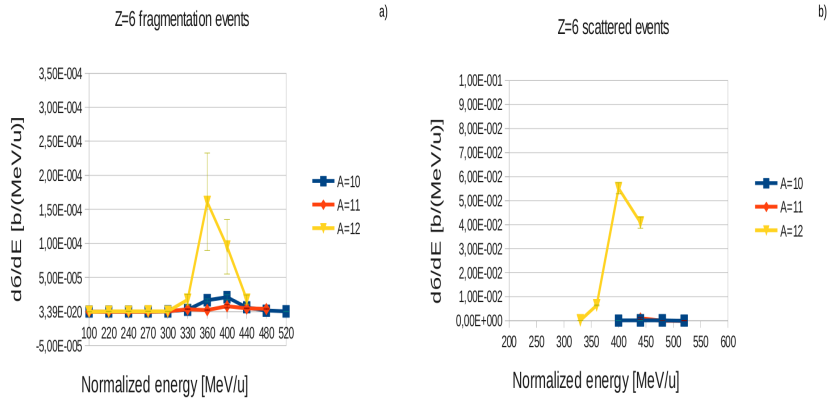 Z=6 fragmentation events
a)
3,50E-004
3,00E-004
2,50E-004
2,00E-004
1,50E-004
1,00E-004
5,00E-005
3,39E-020
-5,00E-005
100 220 240 270 300 330 360 400 440 480 520
dϬ/dE [b/(MeV/u)]
Normalized energy [MeV/u]
A=10
A=11
A=12
Z=6 scattered events
b)
1,00E-001
9,00E-002
8,00E-002
7,00E-002
6,00E-002
5,00E-002
4,00E-002
3,00E-002
2,00E-002
1,00E-002
0,00E+000
200 250 300 350 400 450 500 550 600
dϬ/dE [b/(MeV/u)]
Normalized energy [MeV/u]
A=10
A=11
A=12